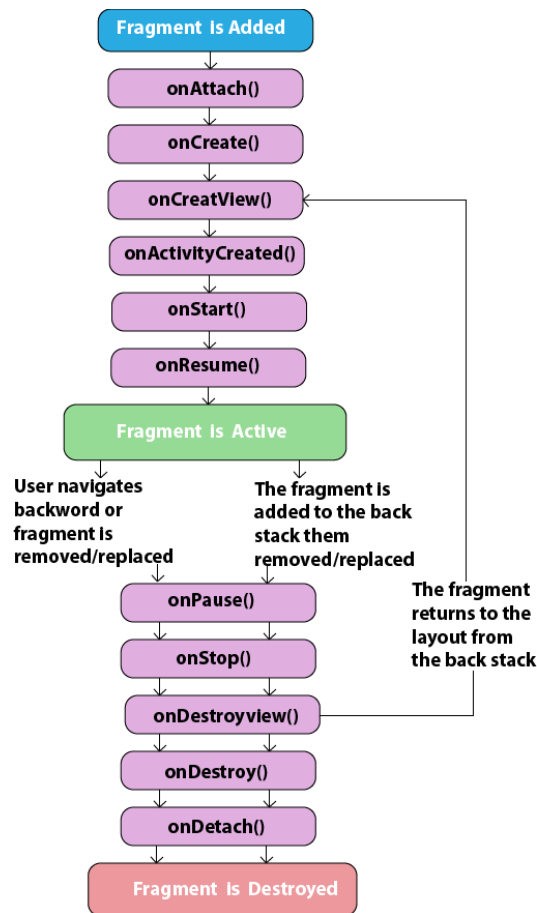 Fragment is Added
onAttach()
onCreate()
onCreatView()
onActivityCreated()
onStart()
onResume()
Fragment is Active
User navigates
backword or
fragment is
removed/replaced
The fragment is
added to the back
stack them
removed/replaced
onPause()
The fragment
returns to the
layout from
the back stack
onStop()
onDestroyview()
onDestroy()
onDetach()
Fragment is Destroyed